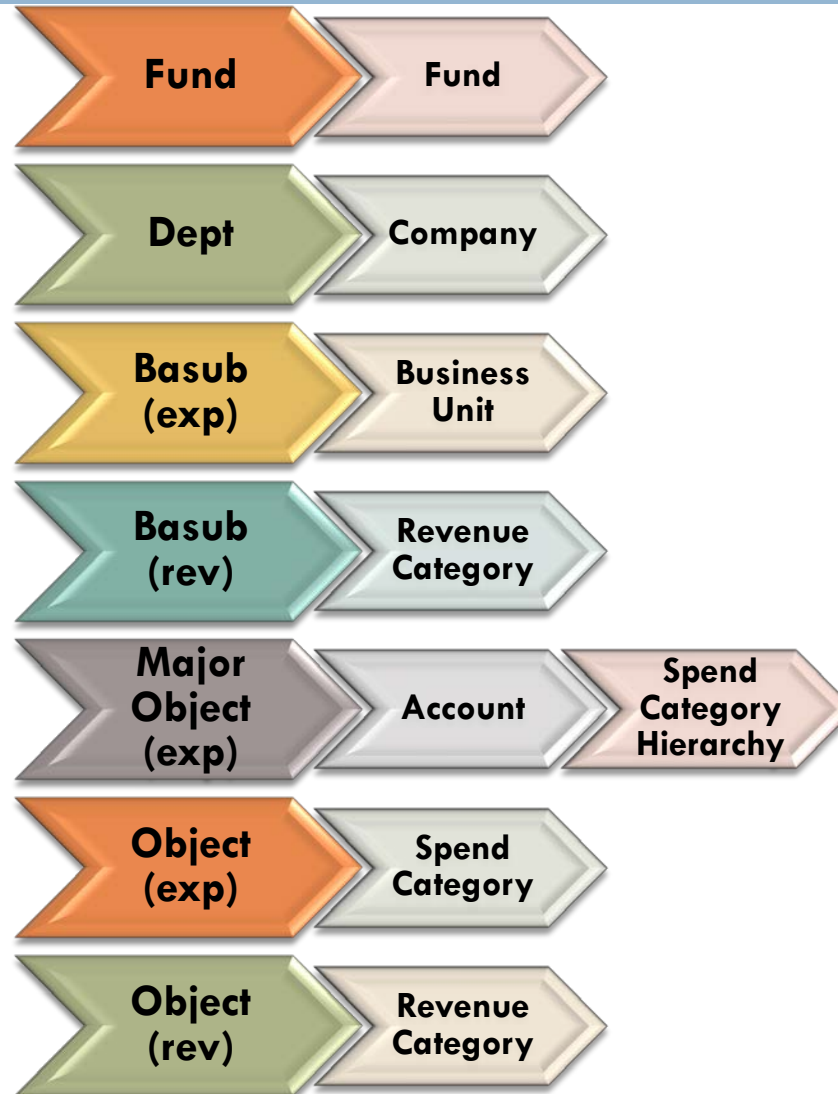 Fund
Fund
Dept
Company
Basub
(exp)
Business
Unit
Basub
(rev)
Revenue
Category
Major
Object
(exp)
Account
Spend
Category
Hierarchy
Object
(exp)
Spend
Category
Object
(rev)
Revenue
Category